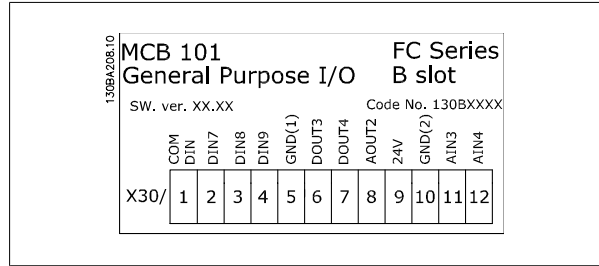 130BA208.10
MCB 101 FC Series
General Purpose I/O B slot
SW. ver. XX.XX Code No. 130BXXXX
COM DIN DIN7 DIN8 DIN9 GND(1) DOUT3 DOUT4 AOUT2 24V GND(2) AIN3 AIN4
X30/ 1 2 3 4 5 6 7 8 9 10 11 12